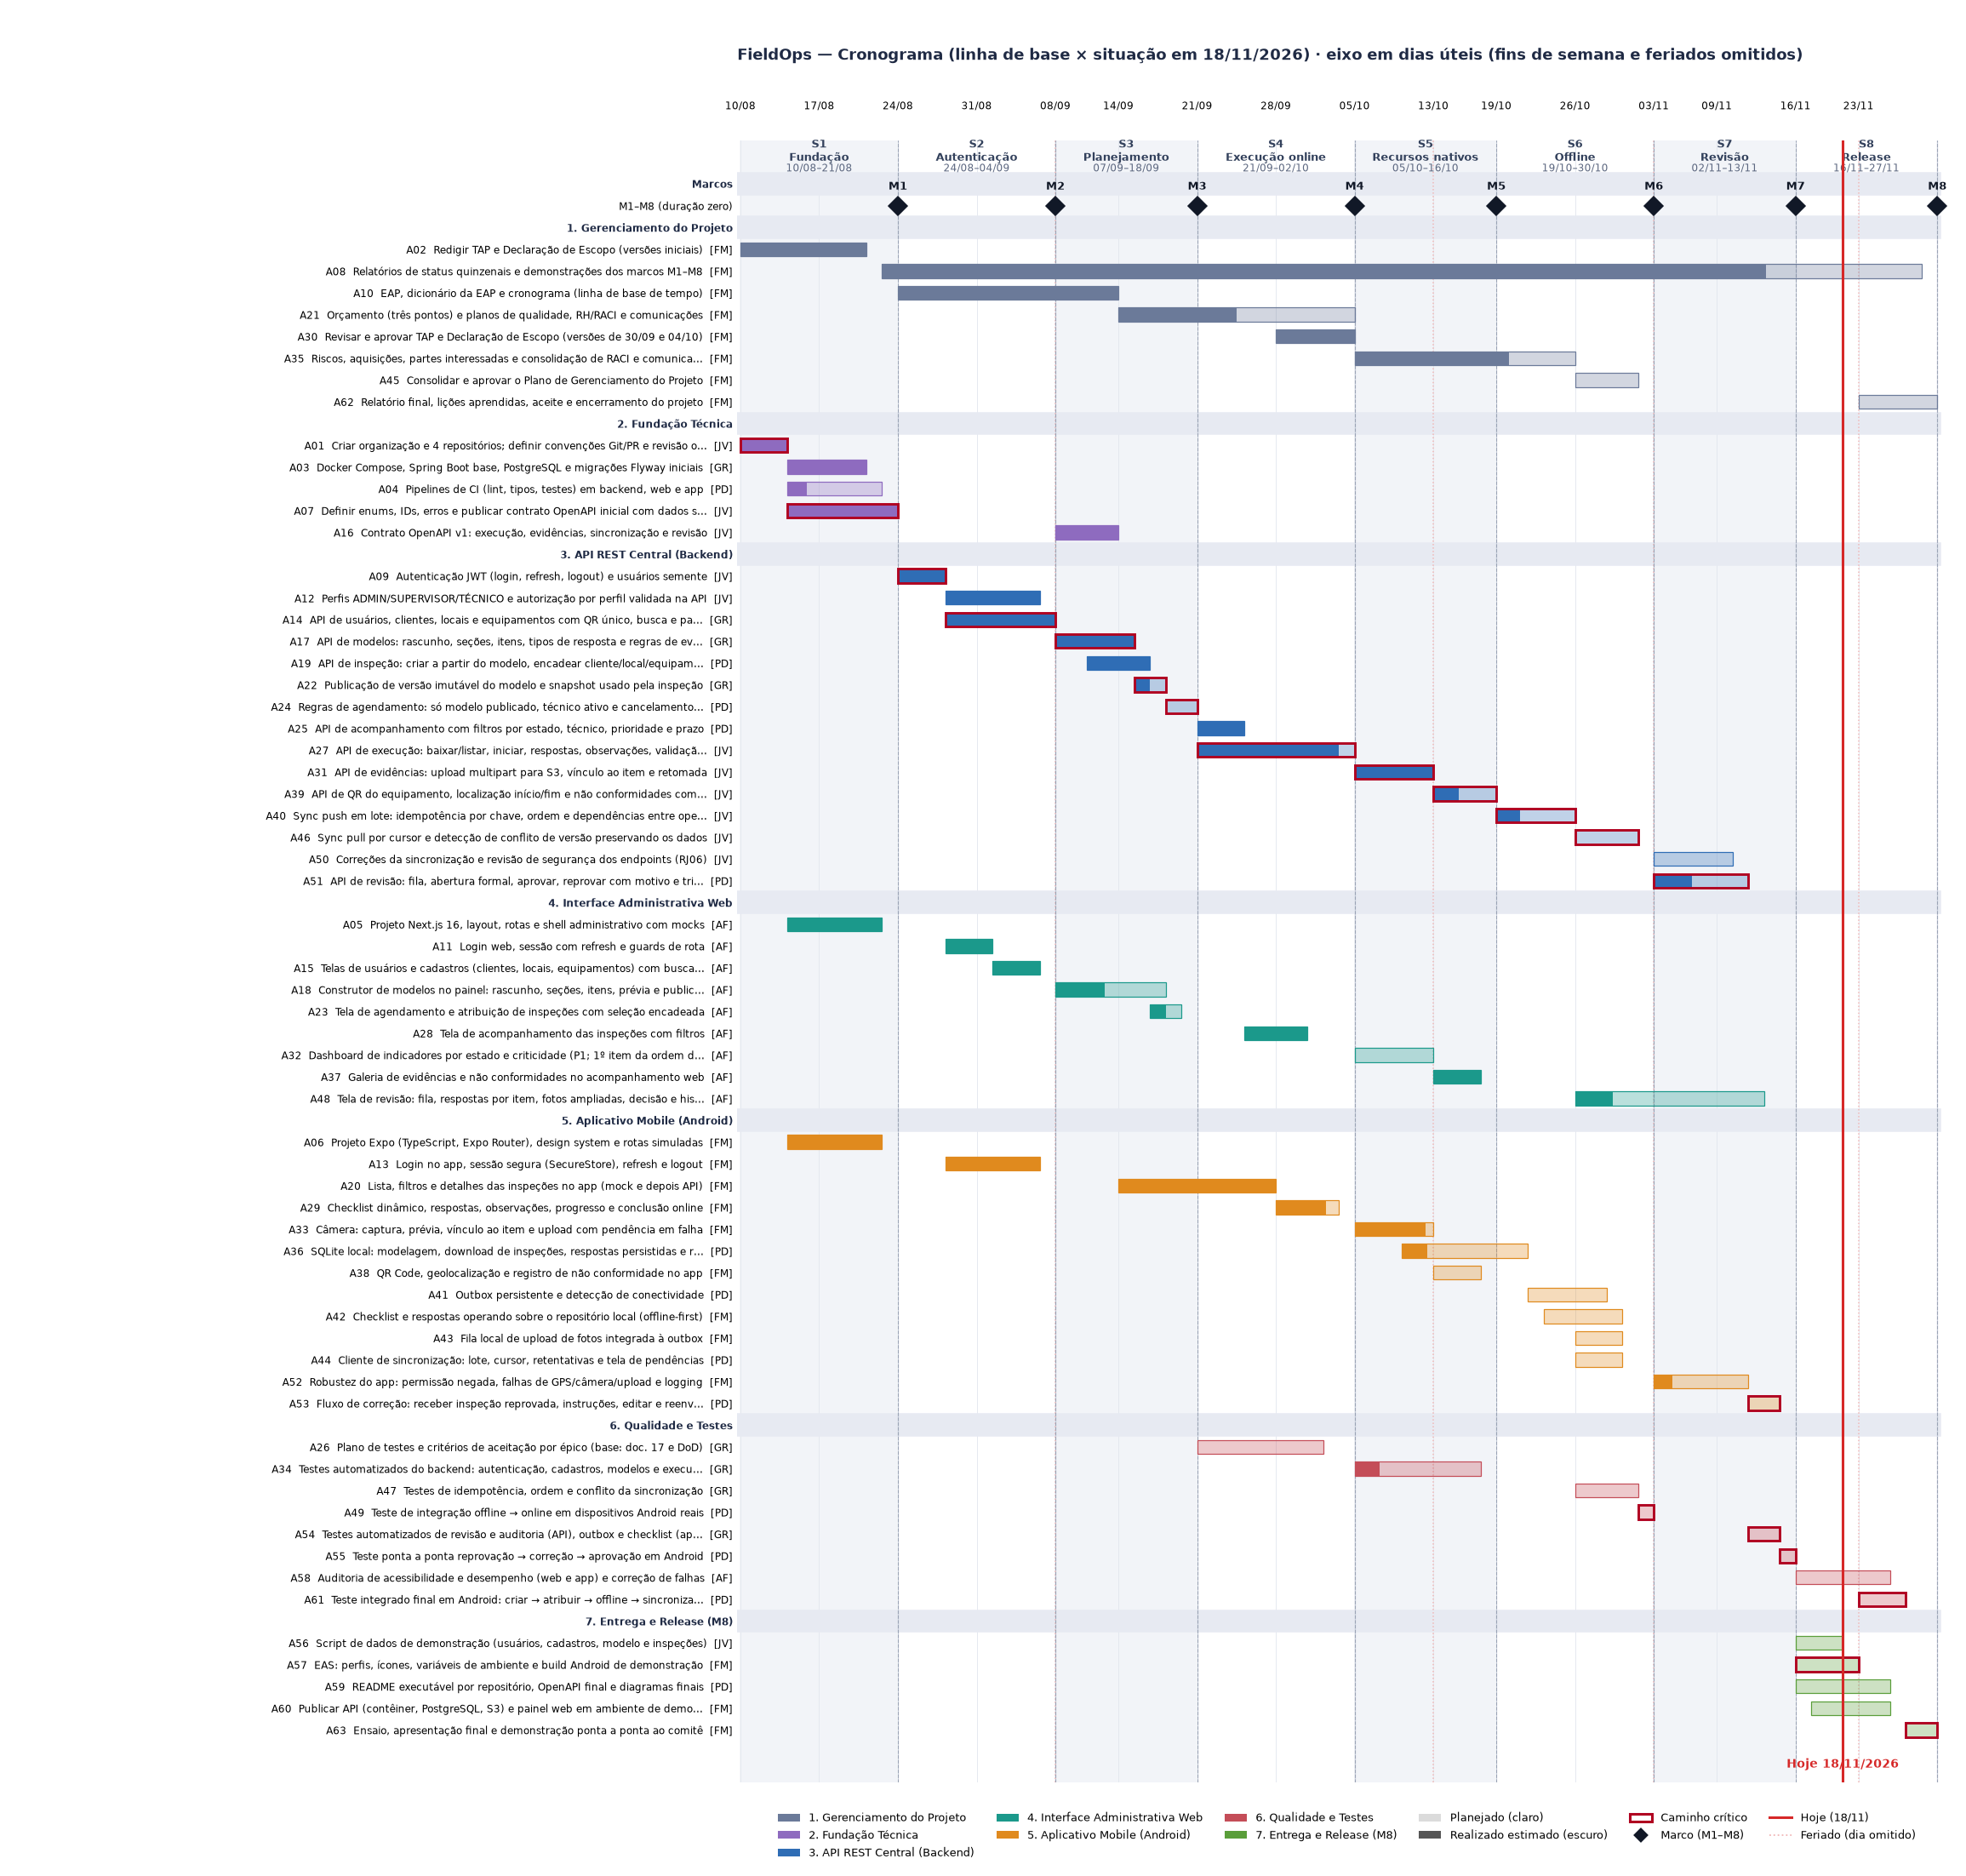 FieldOps — Cronograma (linha de base × situação em 18/11/2026) · eixo em dias úteis (fins de semana e feriados omitidos)
10/08 17/08 24/08 31/08 08/09 14/09 21/09 28/09 05/10 13/10 19/10 26/10 03/11 09/11 16/11 23/11
S1 S2 S3 S4 S5 S6 S7 S8
Fundação Autenticação Planejamento Execução online Recursos nativos Offline Revisão Release
10/08–21/08 24/08–04/09 07/09–18/09 21/09–02/10 05/10–16/10 19/10–30/10 02/11–13/11 16/11–27/11
Marcos M1 M2 M3 M4 M5 M6 M7 M8
M1–M8 (duração zero)
1. Gerenciamento do Projeto
A02 Redigir TAP e Declaração de Escopo (versões iniciais) [FM]
A08 Relatórios de status quinzenais e demonstrações dos marcos M1–M8 [FM]
A10 EAP, dicionário da EAP e cronograma (linha de base de tempo) [FM]
A21 Orçamento (três pontos) e planos de qualidade, RH/RACI e comunicações [FM]
A30 Revisar e aprovar TAP e Declaração de Escopo (versões de 30/09 e 04/10) [FM]
A35 Riscos, aquisições, partes interessadas e consolidação de RACI e comunica... [FM]
A45 Consolidar e aprovar o Plano de Gerenciamento do Projeto [FM]
A62 Relatório final, lições aprendidas, aceite e encerramento do projeto [FM]
2. Fundação Técnica
A01 Criar organização e 4 repositórios; definir convenções Git/PR e revisão o... [JV]
A03 Docker Compose, Spring Boot base, PostgreSQL e migrações Flyway iniciais [GR]
A04 Pipelines de CI (lint, tipos, testes) em backend, web e app [PD]
A07 Definir enums, IDs, erros e publicar contrato OpenAPI inicial com dados s... [JV]
A16 Contrato OpenAPI v1: execução, evidências, sincronização e revisão [JV]
3. API REST Central (Backend)
A09 Autenticação JWT (login, refresh, logout) e usuários semente [JV]
A12 Perfis ADMIN/SUPERVISOR/TÉCNICO e autorização por perfil validada na API [JV]
A14 API de usuários, clientes, locais e equipamentos com QR único, busca e pa... [GR]
A17 API de modelos: rascunho, seções, itens, tipos de resposta e regras de ev... [GR]
A19 API de inspeção: criar a partir do modelo, encadear cliente/local/equipam... [PD]
A22 Publicação de versão imutável do modelo e snapshot usado pela inspeção [GR]
A24 Regras de agendamento: só modelo publicado, técnico ativo e cancelamento... [PD]
A25 API de acompanhamento com filtros por estado, técnico, prioridade e prazo [PD]
A27 API de execução: baixar/listar, iniciar, respostas, observações, validaçã... [JV]
A31 API de evidências: upload multipart para S3, vínculo ao item e retomada [JV]
A39 API de QR do equipamento, localização início/fim e não conformidades com... [JV]
A40 Sync push em lote: idempotência por chave, ordem e dependências entre ope... [JV]
A46 Sync pull por cursor e detecção de conflito de versão preservando os dados [JV]
A50 Correções da sincronização e revisão de segurança dos endpoints (RJ06) [JV]
A51 API de revisão: fila, abertura formal, aprovar, reprovar com motivo e tri... [PD]
4. Interface Administrativa Web
A05 Projeto Next.js 16, layout, rotas e shell administrativo com mocks [AF]
A11 Login web, sessão com refresh e guards de rota [AF]
A15 Telas de usuários e cadastros (clientes, locais, equipamentos) com busca... [AF]
A18 Construtor de modelos no painel: rascunho, seções, itens, prévia e public... [AF]
A23 Tela de agendamento e atribuição de inspeções com seleção encadeada [AF]
A28 Tela de acompanhamento das inspeções com filtros [AF]
A32 Dashboard de indicadores por estado e criticidade (P1; 1º item da ordem d... [AF]
A37 Galeria de evidências e não conformidades no acompanhamento web [AF]
A48 Tela de revisão: fila, respostas por item, fotos ampliadas, decisão e his... [AF]
5. Aplicativo Mobile (Android)
A06 Projeto Expo (TypeScript, Expo Router), design system e rotas simuladas [FM]
A13 Login no app, sessão segura (SecureStore), refresh e logout [FM]
A20 Lista, filtros e detalhes das inspeções no app (mock e depois API) [FM]
A29 Checklist dinâmico, respostas, observações, progresso e conclusão online [FM]
A33 Câmera: captura, prévia, vínculo ao item e upload com pendência em falha [FM]
A36 SQLite local: modelagem, download de inspeções, respostas persistidas e r... [PD]
A38 QR Code, geolocalização e registro de não conformidade no app [FM]
A41 Outbox persistente e detecção de conectividade [PD]
A42 Checklist e respostas operando sobre o repositório local (offline-first) [FM]
A43 Fila local de upload de fotos integrada à outbox [FM]
A44 Cliente de sincronização: lote, cursor, retentativas e tela de pendências [PD]
A52 Robustez do app: permissão negada, falhas de GPS/câmera/upload e logging [FM]
A53 Fluxo de correção: receber inspeção reprovada, instruções, editar e reenv... [PD]
6. Qualidade e Testes
A26 Plano de testes e critérios de aceitação por épico (base: doc. 17 e DoD) [GR]
A34 Testes automatizados do backend: autenticação, cadastros, modelos e execu... [GR]
A47 Testes de idempotência, ordem e conflito da sincronização [GR]
A49 Teste de integração offline → online em dispositivos Android reais [PD]
A54 Testes automatizados de revisão e auditoria (API), outbox e checklist (ap... [GR]
A55 Teste ponta a ponta reprovação → correção → aprovação em Android [PD]
A58 Auditoria de acessibilidade e desempenho (web e app) e correção de falhas [AF]
A61 Teste integrado final em Android: criar → atribuir → offline → sincroniza... [PD]
7. Entrega e Release (M8)
A56 Script de dados de demonstração (usuários, cadastros, modelo e inspeções) [JV]
A57 EAS: perfis, ícones, variáveis de ambiente e build Android de demonstração [FM]
A59 README executável por repositório, OpenAPI final e diagramas finais [PD]
A60 Publicar API (contêiner, PostgreSQL, S3) e painel web em ambiente de demo... [FM]
A63 Ensaio, apresentação final e demonstração ponta a ponta ao comitê [FM]
Hoje 18/11/2026
1. Gerenciamento do Projeto 4. Interface Administrativa Web 6. Qualidade e Testes Planejado (claro) Caminho crítico Hoje (18/11)
2. Fundação Técnica 5. Aplicativo Mobile (Android) 7. Entrega e Release (M8) Realizado estimado (escuro) Marco (M1–M8) Feriado (dia omitido)
3. API REST Central (Backend)